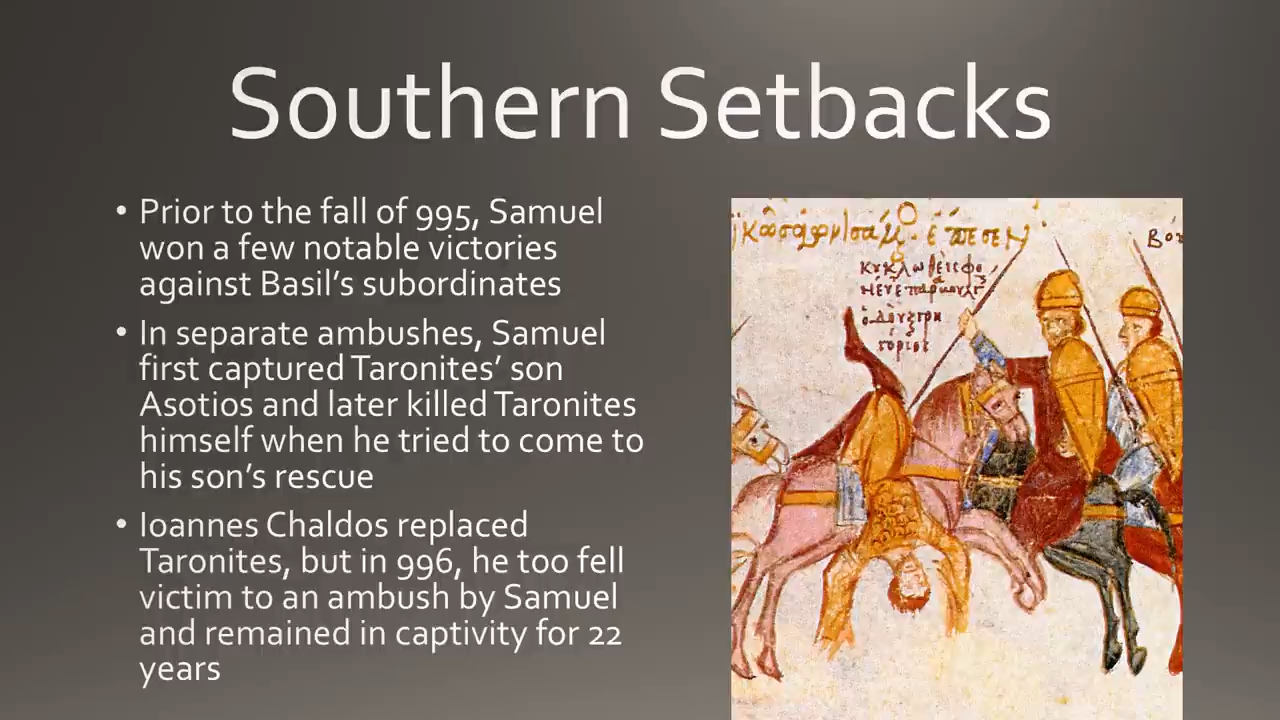 Southern Setbacks
• Prior to the fall of 995, Samuel
won a few notable victories
against Basil’s subordinates
• In separate ambushes, Samuel
first captured Taronites’ son
Asotios and later killed Taronites
himself when he tried to come to
his son’s rescue
• Ioannes Chaldos replaced
Taronites, but in 996, he too fell
victim to an ambush by Samuel
and remained in captivity for 22
years